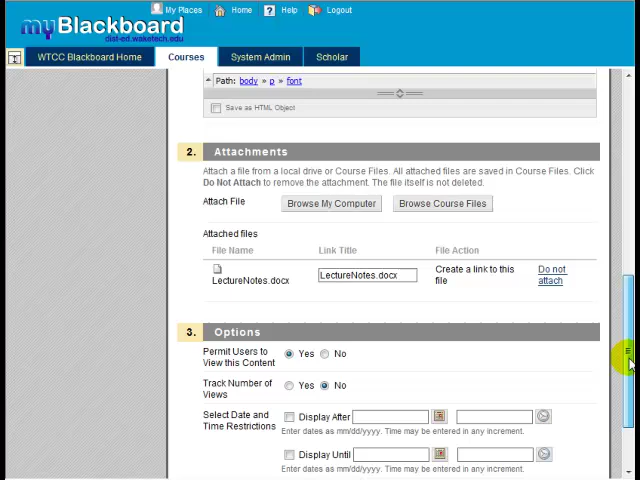 My Places Home ? Help Logout
myBlackboard
dist-ed.waketech.edu
WTCC Blackboard Home Courses System Admin Scholar
Path: body » p » font
Save as HTML Object
2. Attachments
Attach a file from a local drive or Course Files. All attached files are saved in Course Files. Click
Do Not Attach to remove the attachment. The file itself is not deleted.
Attach File Browse My Computer Browse Course Files
Attached files
File Name Link Title File Action
LectureNotes.docx LectureNotes.docx Create a link to this file Do not attach
3. Options
Permit Users to View this Content Yes No
Track Number of Views Yes No
Select Date and Time Restrictions Display After
Enter dates as mm/dd/yyyy. Time may be entered in any increment.
Display Until
Enter dates as mm/dd/yyyy. Time may be entered in any increment.